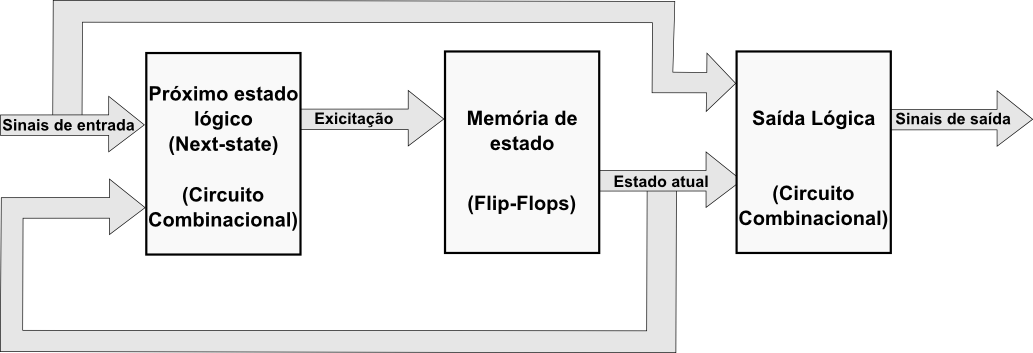 Sinais de entrada
Próximo estado
lógico
(Next-state)
(Circuito
Combinacional)
Exicitação
Memória de
estado
(Flip-Flops)
Estado atual
Saída Lógica
(Circuito
Combinacional)
Sinais de saída